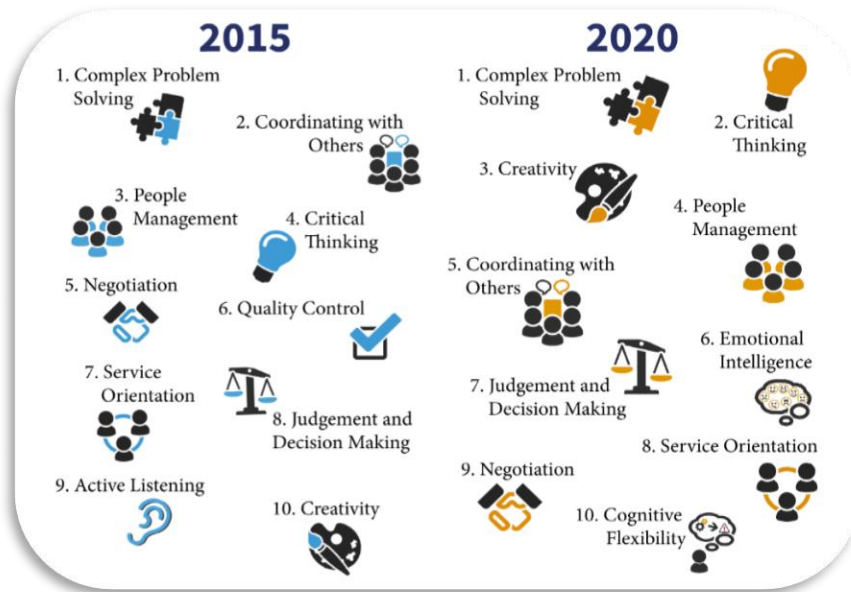 2015
1. Complex Problem
Solving
2. Coordinating with
Others
3. People
Management
4. Critical
Thinking
5. Negotiation
6. Quality Control
7. Service
Orientation
8. Judgement and
Decision Making
9. Active Listening
10. Creativity
2020
1. Complex Problem
Solving
2. Critical
Thinking
3. Creativity
4. People
Management
5. Coordinating with
Others
6. Emotional
Intelligence
7. Judgement and
Decision Making
8. Service Orientation
9. Negotiation
10. Cognitive
Flexibility